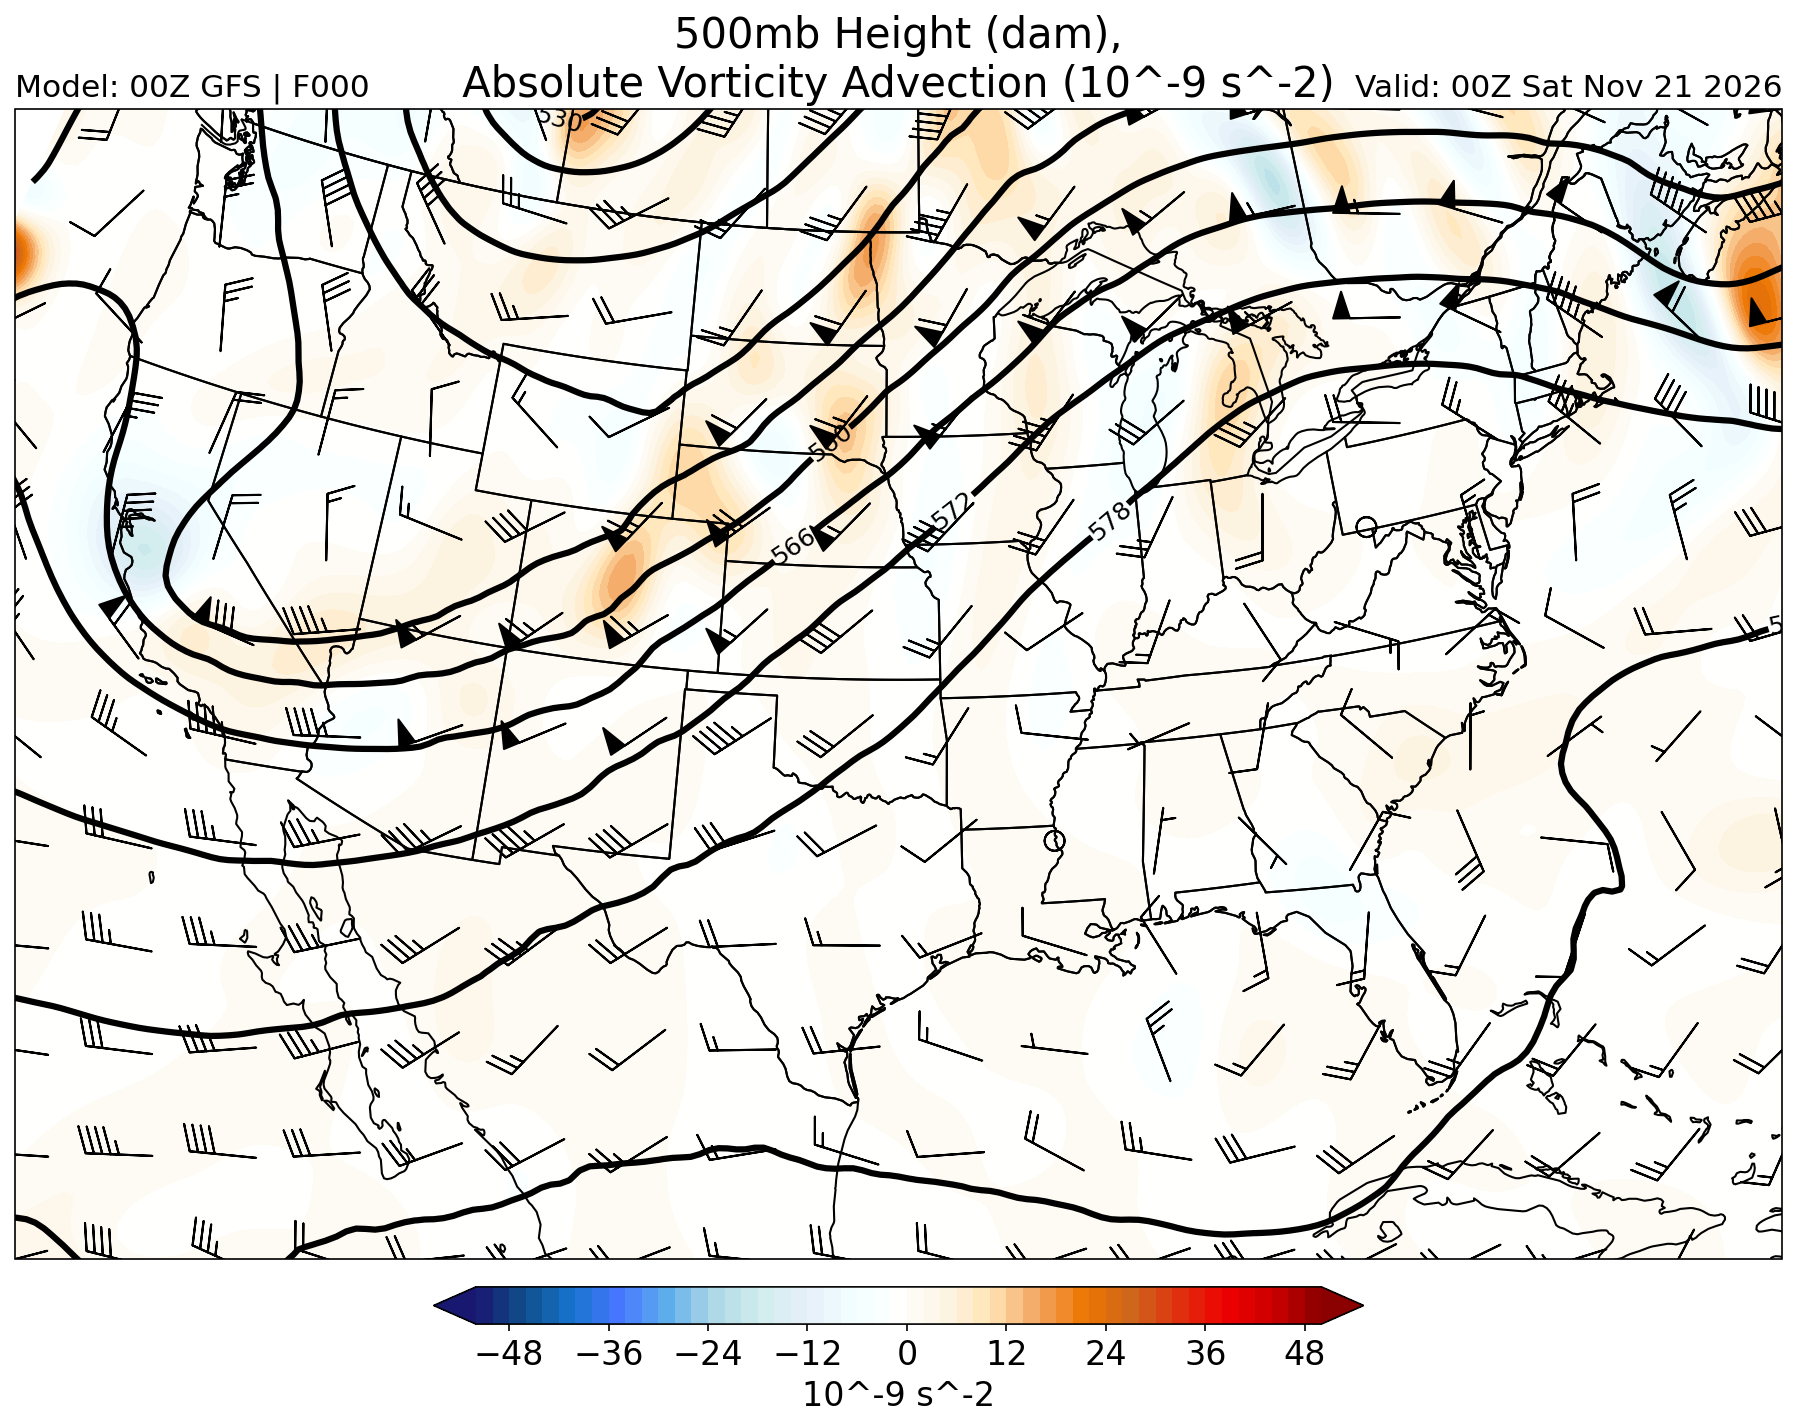 500mb Height (dam),
Model: 00Z GFS | F000 Absolute Vorticity Advection (10^-9 s^-2) Valid: 00Z Sat Nov 21 2026
530
560
566
572
578
5
−48 −36 −24 −12 0 12 24 36 48
10^-9 s^-2